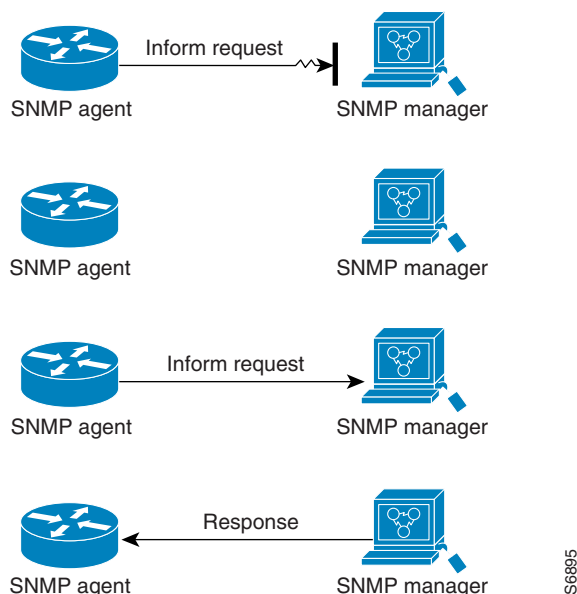 Inform request
SNMP agent SNMP manager
SNMP agent SNMP manager
Inform request
SNMP agent SNMP manager
Response
SNMP agent SNMP manager
S6895